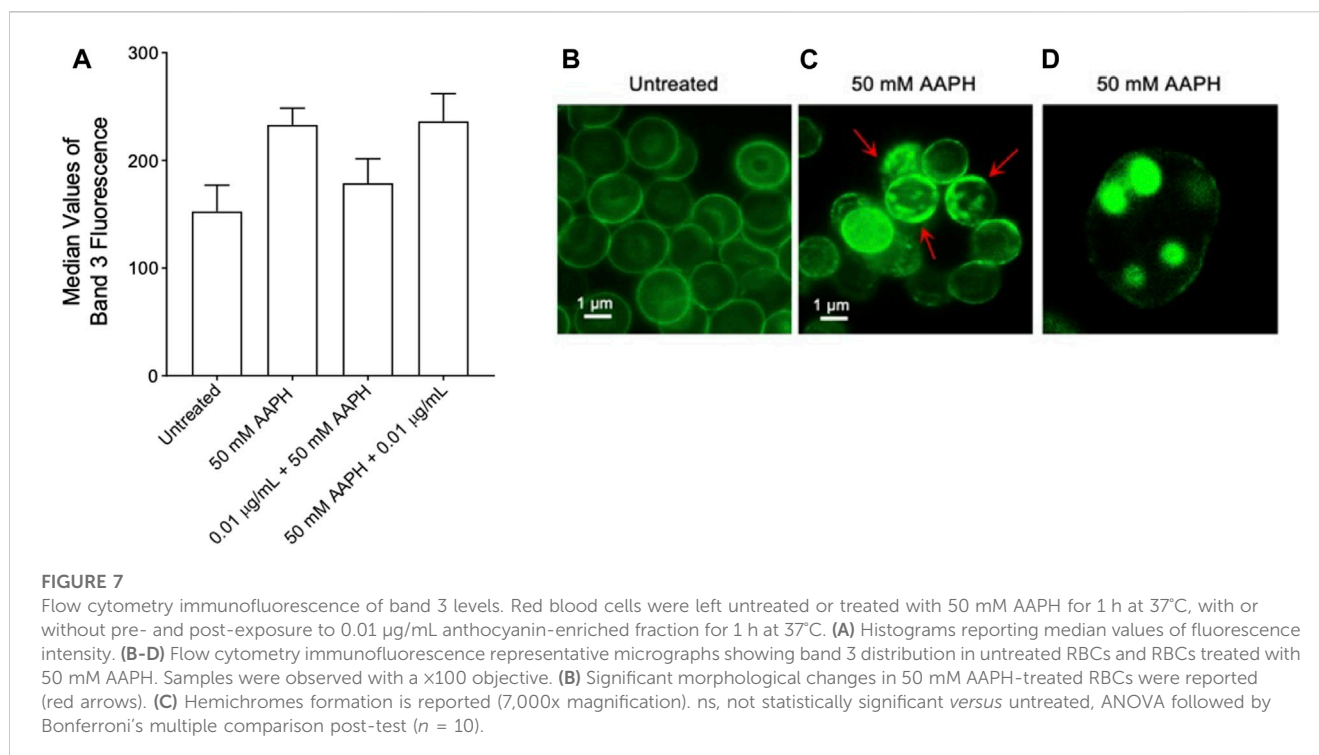 A
300
200
100
0
Median Values of
Band 3 Fluorescence
Untreated
50 mM AAPH
0.01 µg/mL + 50 mM AAPH
50 mM AAPH + 0.01 µg/mL
B
Untreated
1 µm
C
50 mM AAPH
1 µm
D
50 mM AAPH
FIGURE 7
Flow cytometry immunofluorescence of band 3 levels. Red blood cells were left untreated or treated with 50 mM AAPH for 1 h at 37°C, with or
without pre- and post-exposure to 0.01 µg/mL anthocyanin-enriched fraction for 1 h at 37°C. (A) Histograms reporting median values of fluorescence
intensity. (B-D) Flow cytometry immunofluorescence representative micrographs showing band 3 distribution in untreated RBCs and RBCs treated with
50 mM AAPH. Samples were observed with a ×100 objective. (B) Significant morphological changes in 50 mM AAPH-treated RBCs were reported
(red arrows). (C) Hemichromes formation is reported (7,000x magnification). ns, not statistically significant versus untreated, ANOVA followed by
Bonferroni’s multiple comparison post-test (n = 10).